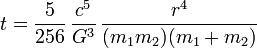 t = \frac{5}{256} \, \frac{c^5}{G^3} \, \frac{r^4}{(m_1 m_2)(m_1 + m_2)}